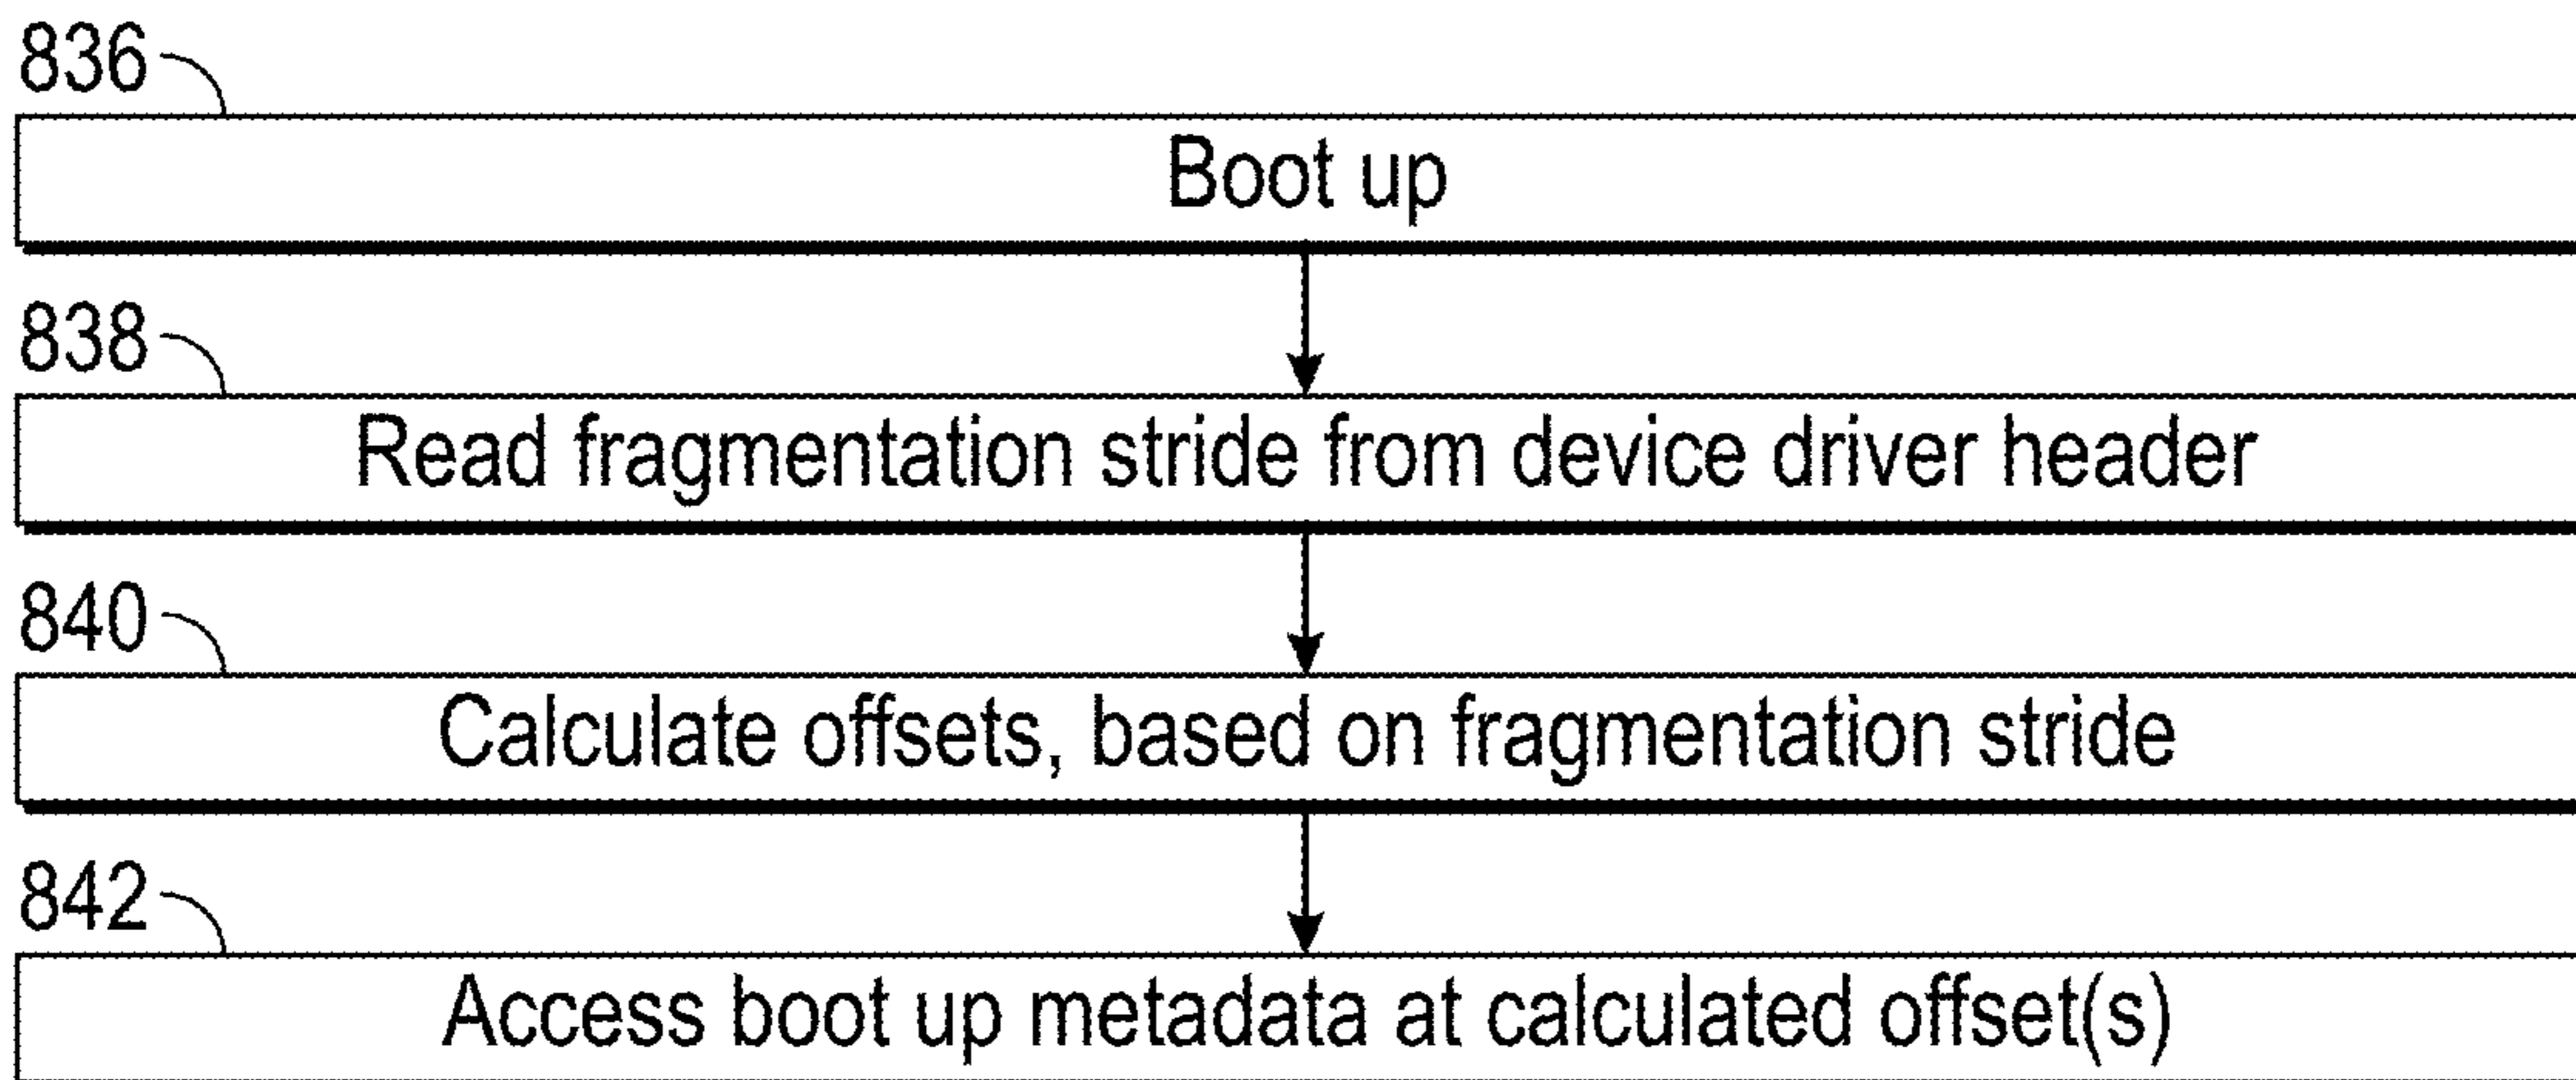 836
Boot up
838
Read fragmentation stride from device driver header
840
Calculate offsets, based on fragmentation stride
842
Access boot up metadata at calculated offset(s)